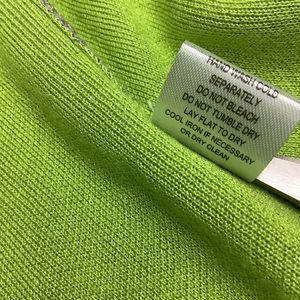 HAND WASH COLD
SEPARATELY
DO NOT BLEACH
DO NOT TUMBLE DRY
LAY FLAT TO DRY
COOL IRON IF NECESSARY
OR DRY CLEAN